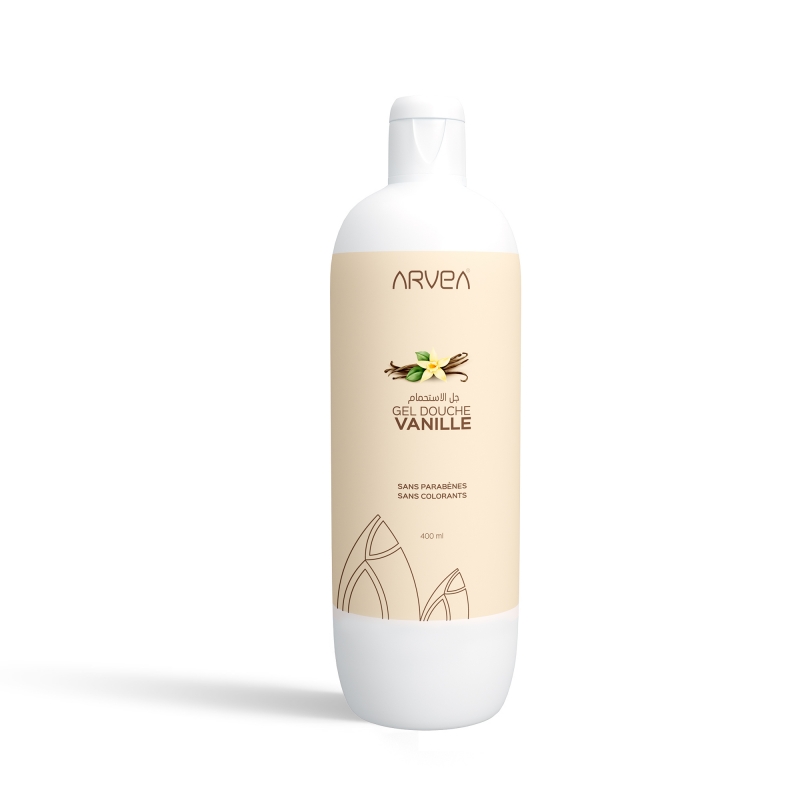 ARVEA
جل الاستحمام
GEL DOUCHE
VANILLE
SANS PARABÈNES
SANS COLORANTS
400 ml